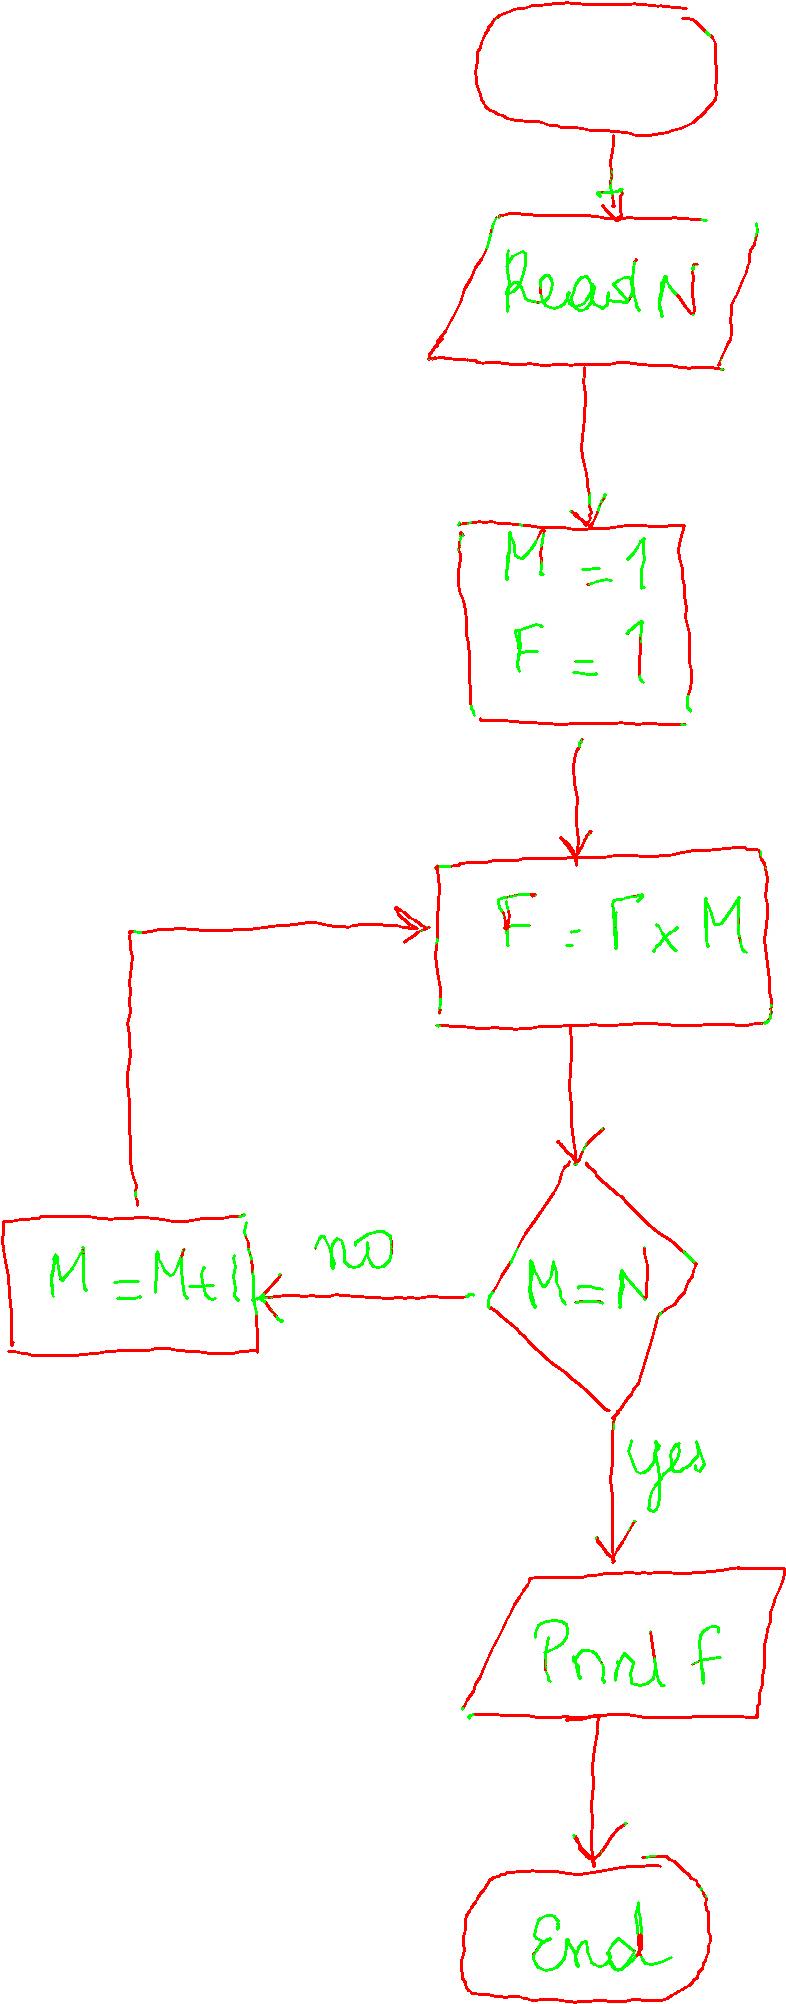 Read N
M = 1
F = 1
F = F x M
M = N
no
M = M + 1
yes
Print f
End